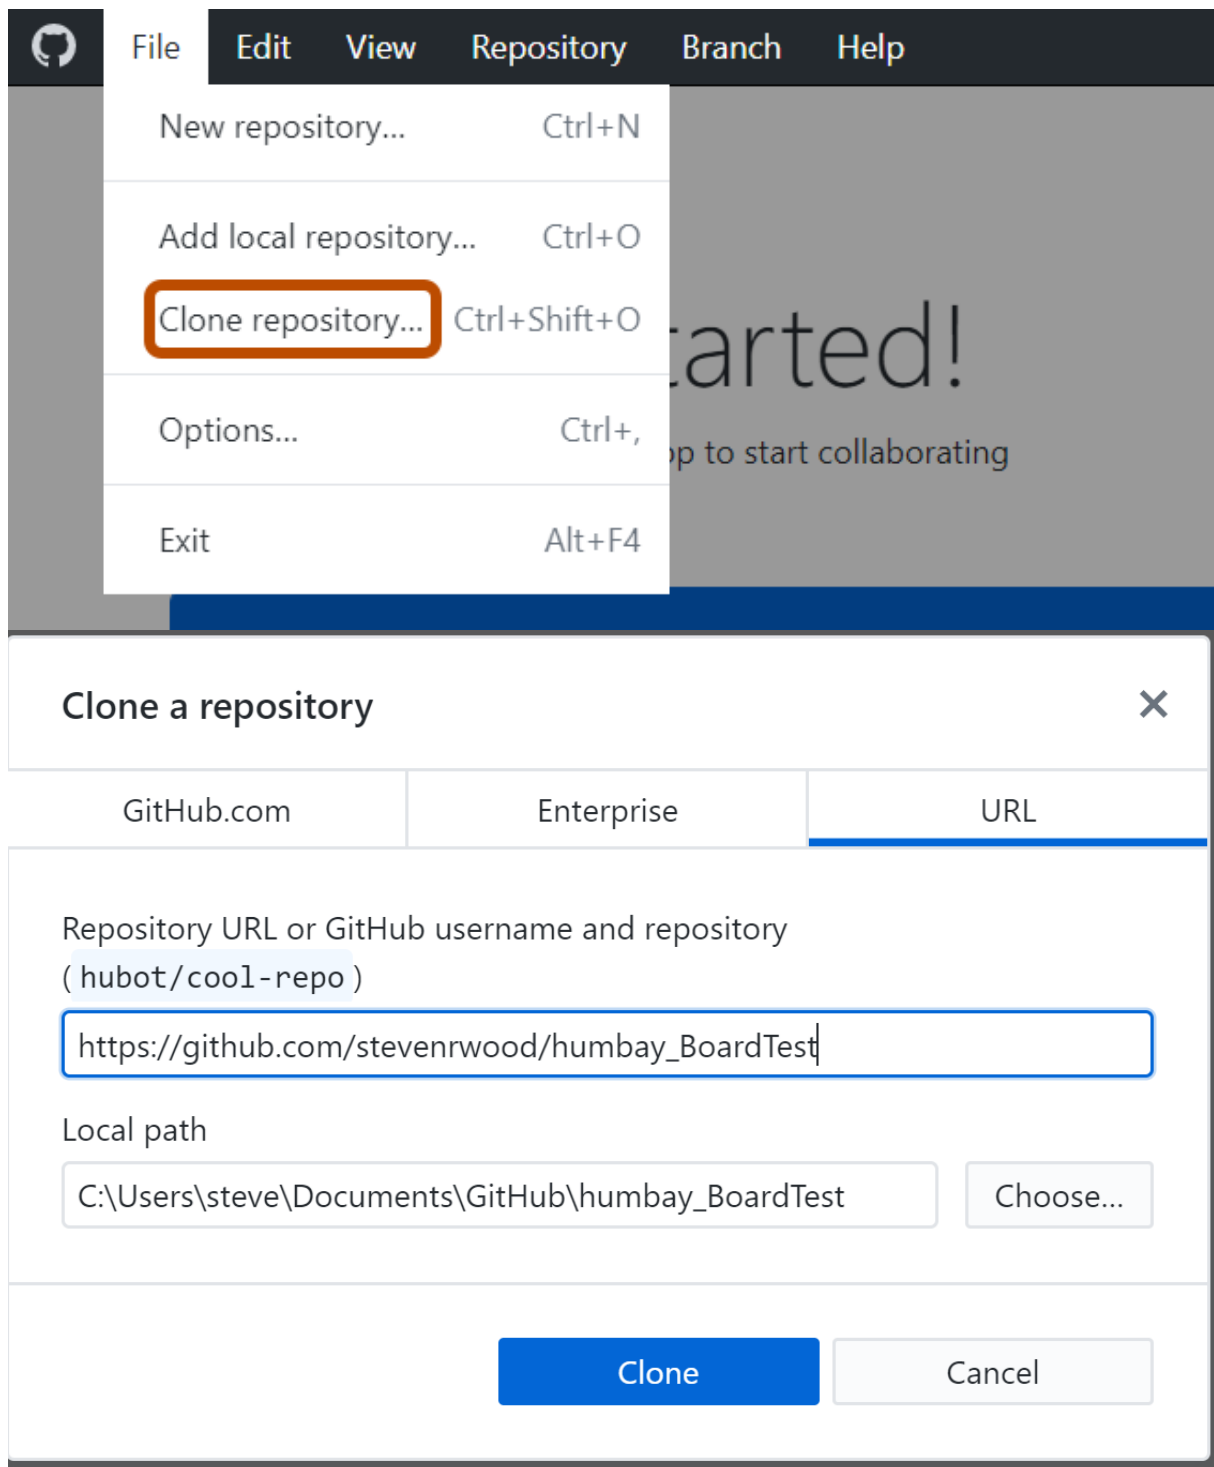 File Edit View Repository Branch Help
New repository... Ctrl+N
Add local repository... Ctrl+O
Clone repository... Ctrl+Shift+O
Options... Ctrl+,
Exit Alt+F4
to start collaborating
Clone a repository
GitHub.com Enterprise URL
Repository URL or GitHub username and repository
(hubot/cool-repo)
https://github.com/stevenrwood/humbay_BoardTest
Local path
C:\Users\steve\Documents\GitHub\humbay_BoardTest Choose...
Clone Cancel